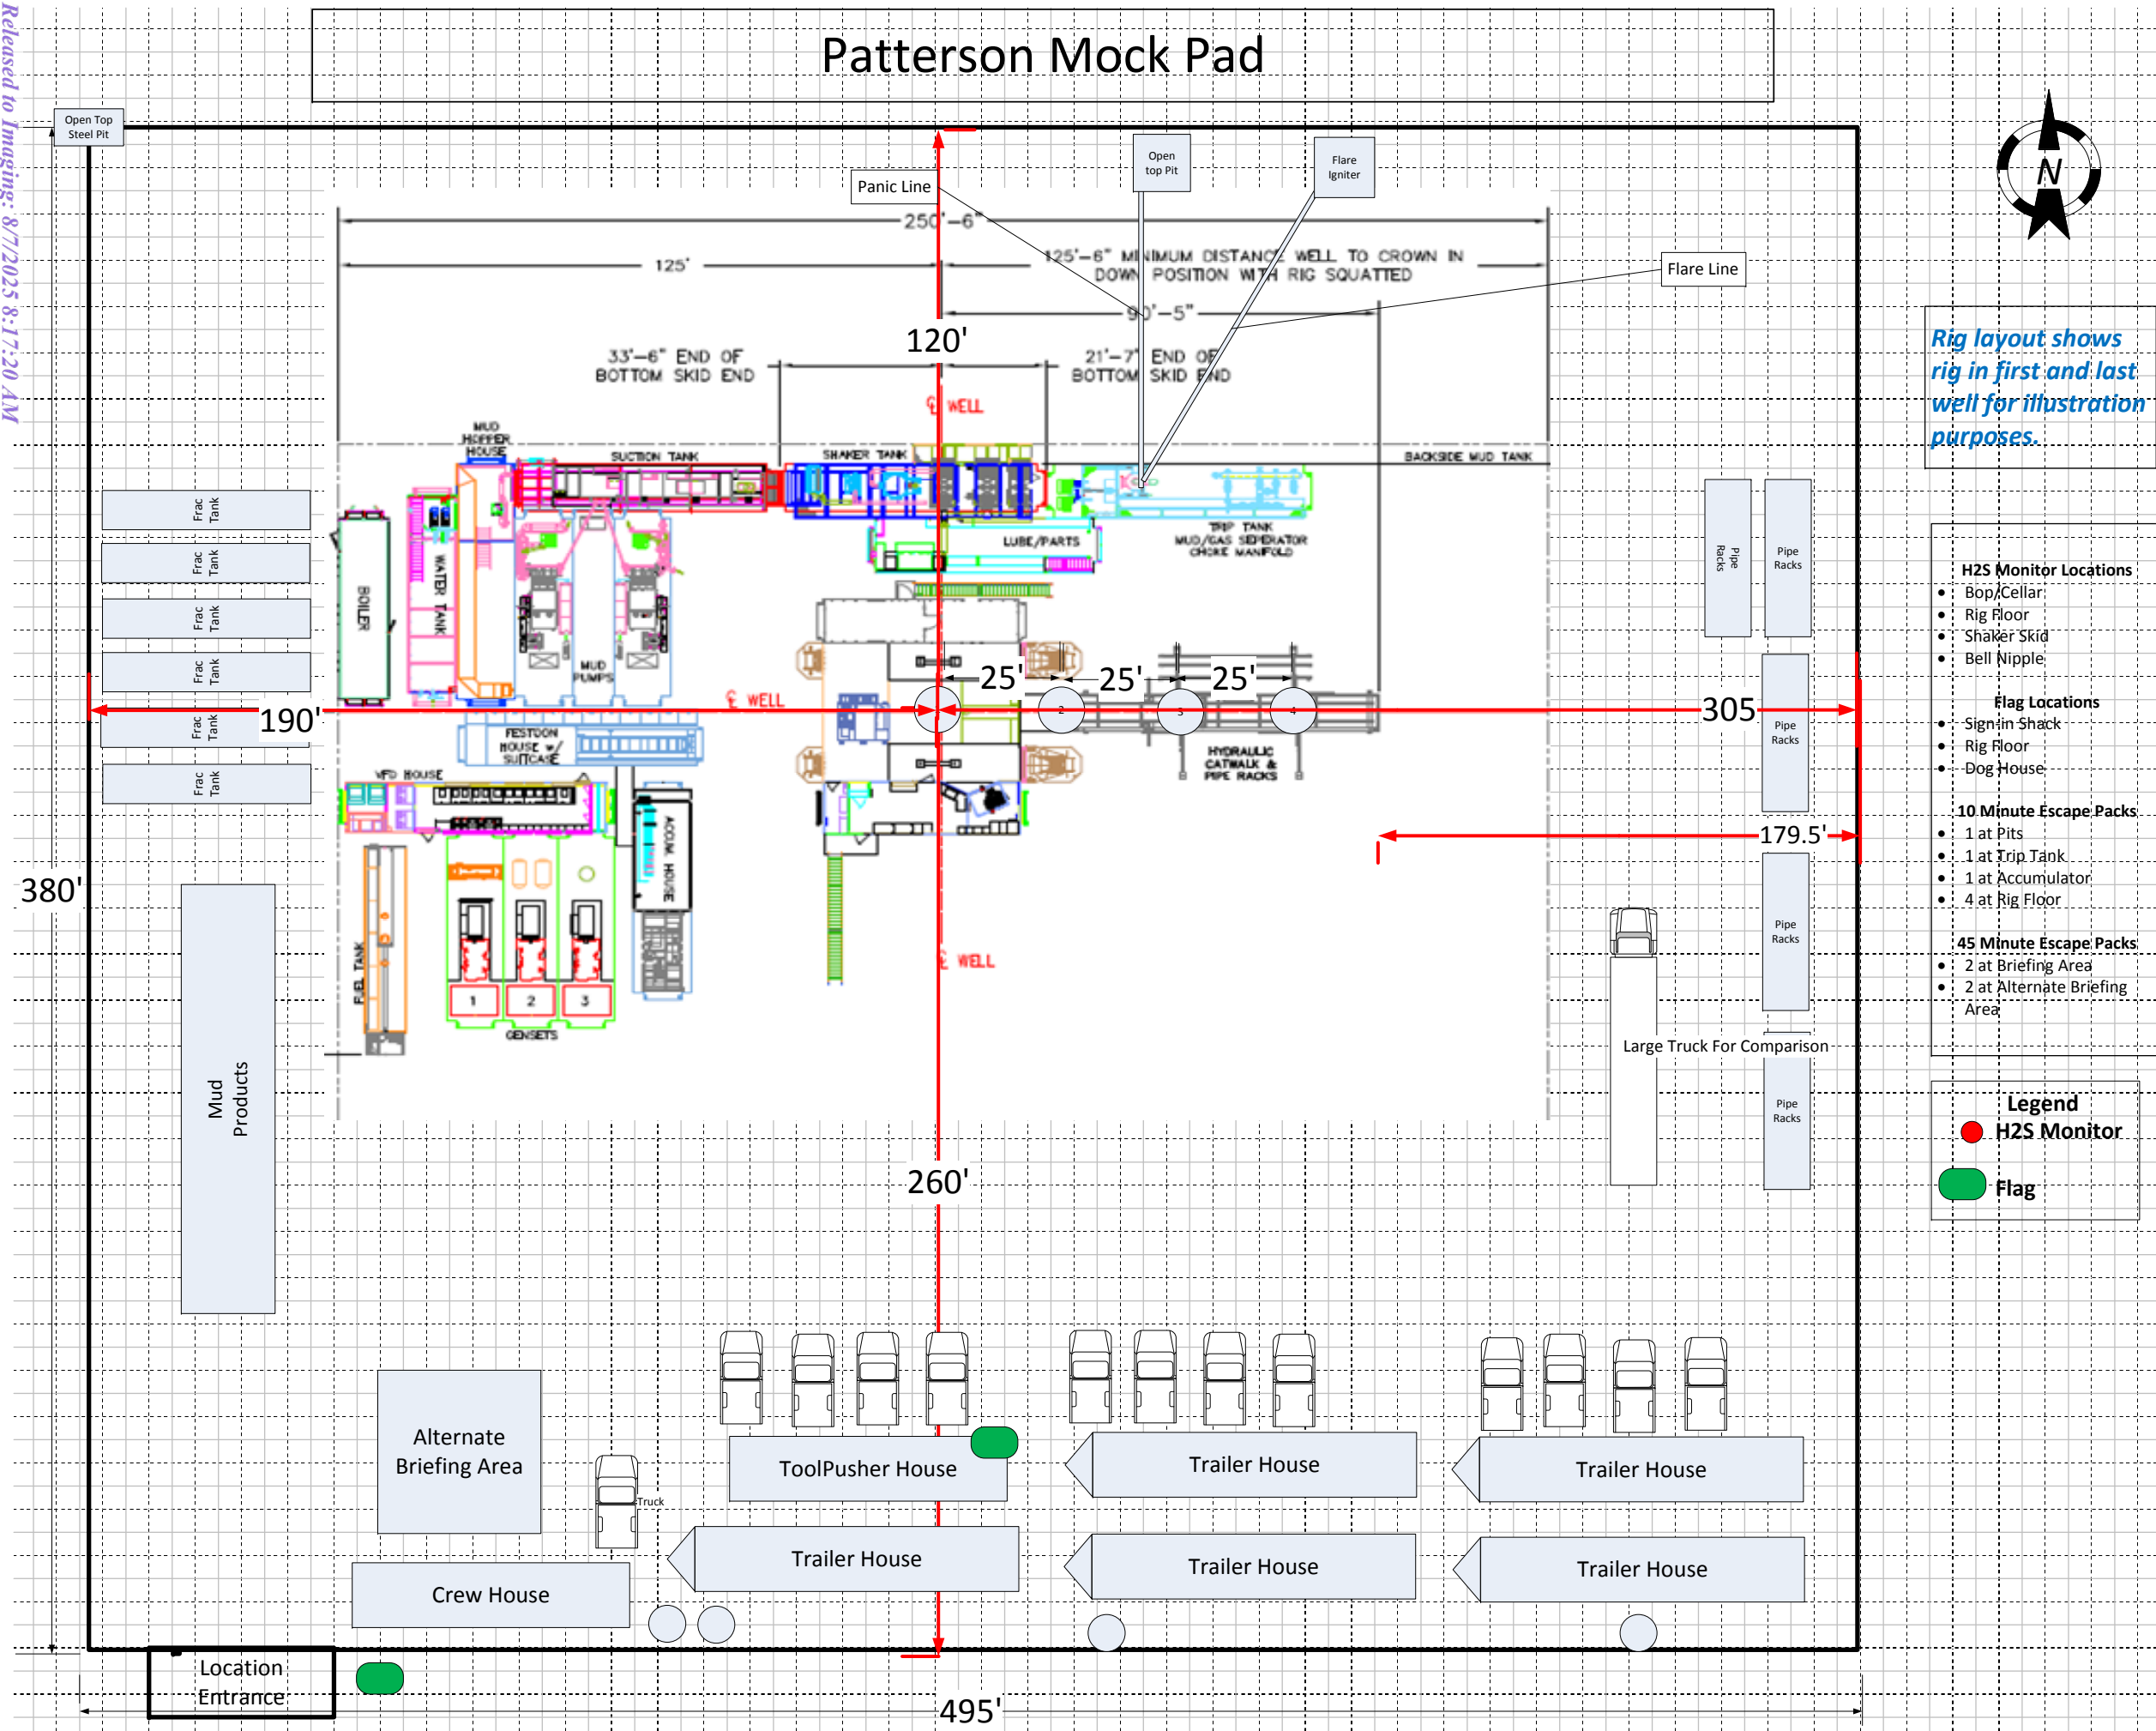 Released to Imaging: 8/7/2025 8:17:20 AM
Patterson Mock Pad
Open Top
Steel Pit
Panic Line
Open
top Pit
Flare
Igniter
N
250'-6"
125'
125'-6" MINIMUM DISTANCE WELL TO CROWN IN
DOWN POSITION WITH RIG SQUATTED
Flare Line
90'-5"
120'
33'-6" END OF
BOTTOM SKID END
21'-7" END OF
BOTTOM SKID END
Rig layout shows
rig in first and last
well for illustration
purposes.
℄ WELL
MUD
HOPPER
HOUSE
SUCTION TANK
SHAKER TANK
BACKSIDE MUD TANK
Frac
Tank
Frac
Tank
Frac
Tank
Frac
Tank
Frac
Tank
Frac
Tank
BOILER
WATER TANK
MUD
PUMPS
LUBE/PARTS
TRIP TANK
MUD/GAS SEPERATOR
CHOKE MANIFOLD
Pipe
Racks
Pipe
Racks
Pipe
Racks
Pipe
Racks
Pipe
Racks
25'
25'
25'
℄ WELL
2
3
4
190'
305
FESTOON
HOUSE w/
SUITCASE
HYDRAULIC
CATWALK &
PIPE RACKS
VFD HOUSE
ACCUM. HOUSE
179.5'
380'
FUEL TANK
1
2
3
GENSETS
℄ WELL
Large Truck For Comparison
Mud
Products
260'
H2S Monitor Locations
• Bop/Cellar
• Rig Floor
• Shaker Skid
• Bell Nipple
Flag Locations
• Sign-in Shack
• Rig Floor
• Dog House
10 Minute Escape Packs
• 1 at Pits
• 1 at Trip Tank
• 1 at Accumulator
• 4 at Rig Floor
45 Minute Escape Packs
• 2 at Briefing Area
• 2 at Alternate Briefing
Area
Legend
H2S Monitor
Flag
Alternate
Briefing Area
Truck
ToolPusher House
Trailer House
Trailer House
Trailer House
Trailer House
Trailer House
Crew House
Location
Entrance
495'